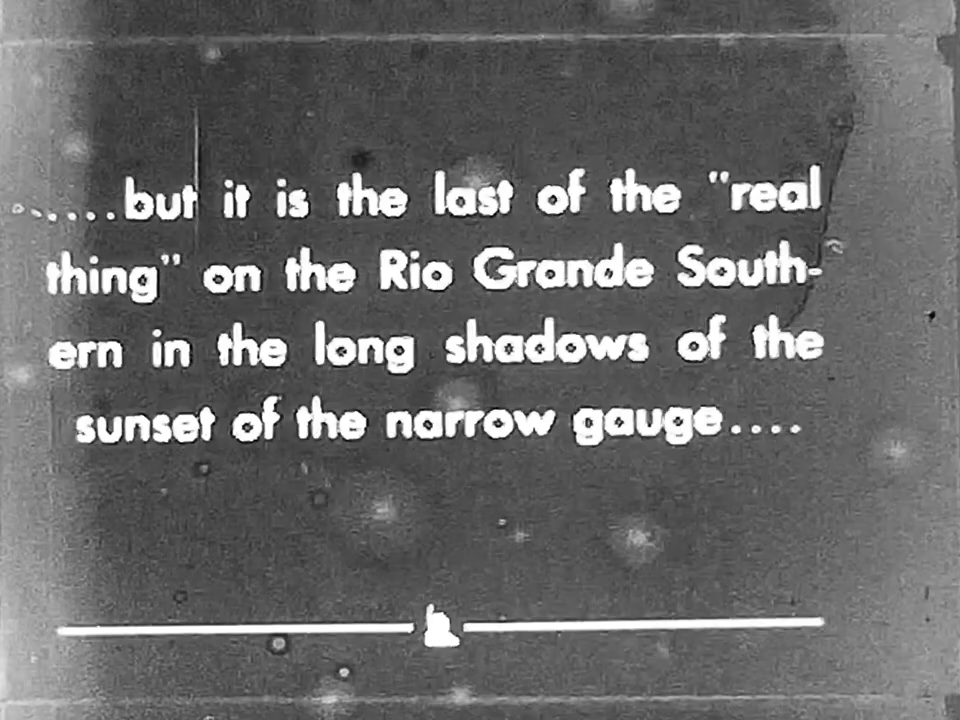 ......but it is the last of the "real
thing" on the Rio Grande South-
ern in the long shadows of the
sunset of the narrow gauge....